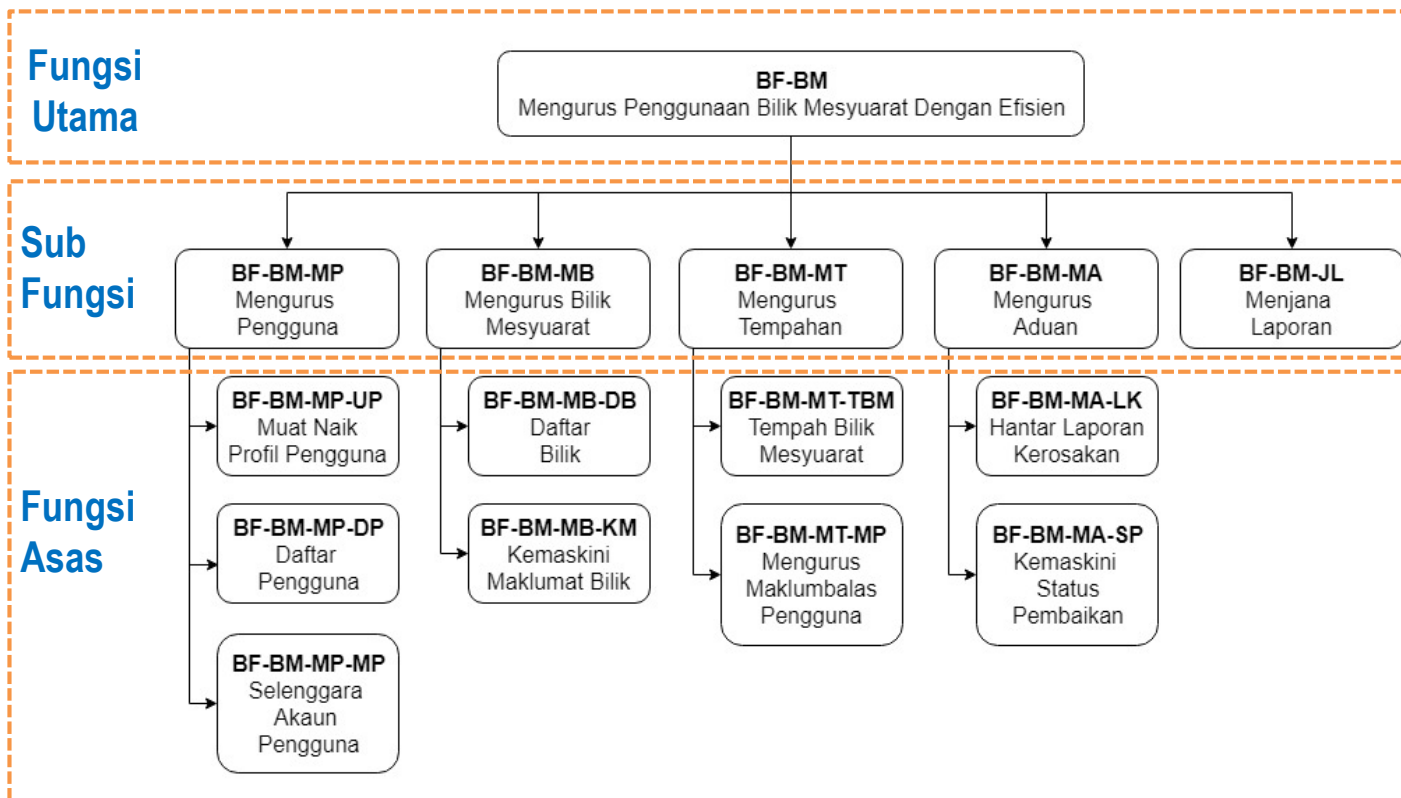 Fungsi
Utama
BF-BM
Mengurus Penggunaan Bilik Mesyuarat Dengan Efisien
Sub
Fungsi
BF-BM-MP
Mengurus
Pengguna
BF-BM-MB
Mengurus Bilik
Mesyuarat
BF-BM-MT
Mengurus
Tempahan
BF-BM-MA
Mengurus
Aduan
BF-BM-JL
Menjana
Laporan
Fungsi
Asas
BF-BM-MP-UP
Muat Naik
Profil Pengguna
BF-BM-MB-DB
Daftar
Bilik
BF-BM-MT-TBM
Tempah Bilik
Mesyuarat
BF-BM-MA-LK
Hantar Laporan
Kerosakan
BF-BM-MP-DP
Daftar
Pengguna
BF-BM-MB-KM
Kemaskini
Maklumat Bilik
BF-BM-MT-MP
Mengurus
Maklumbalas
Pengguna
BF-BM-MA-SP
Kemaskini
Status
Pembaikan
BF-BM-MP-MP
Selenggara
Akaun
Pengguna